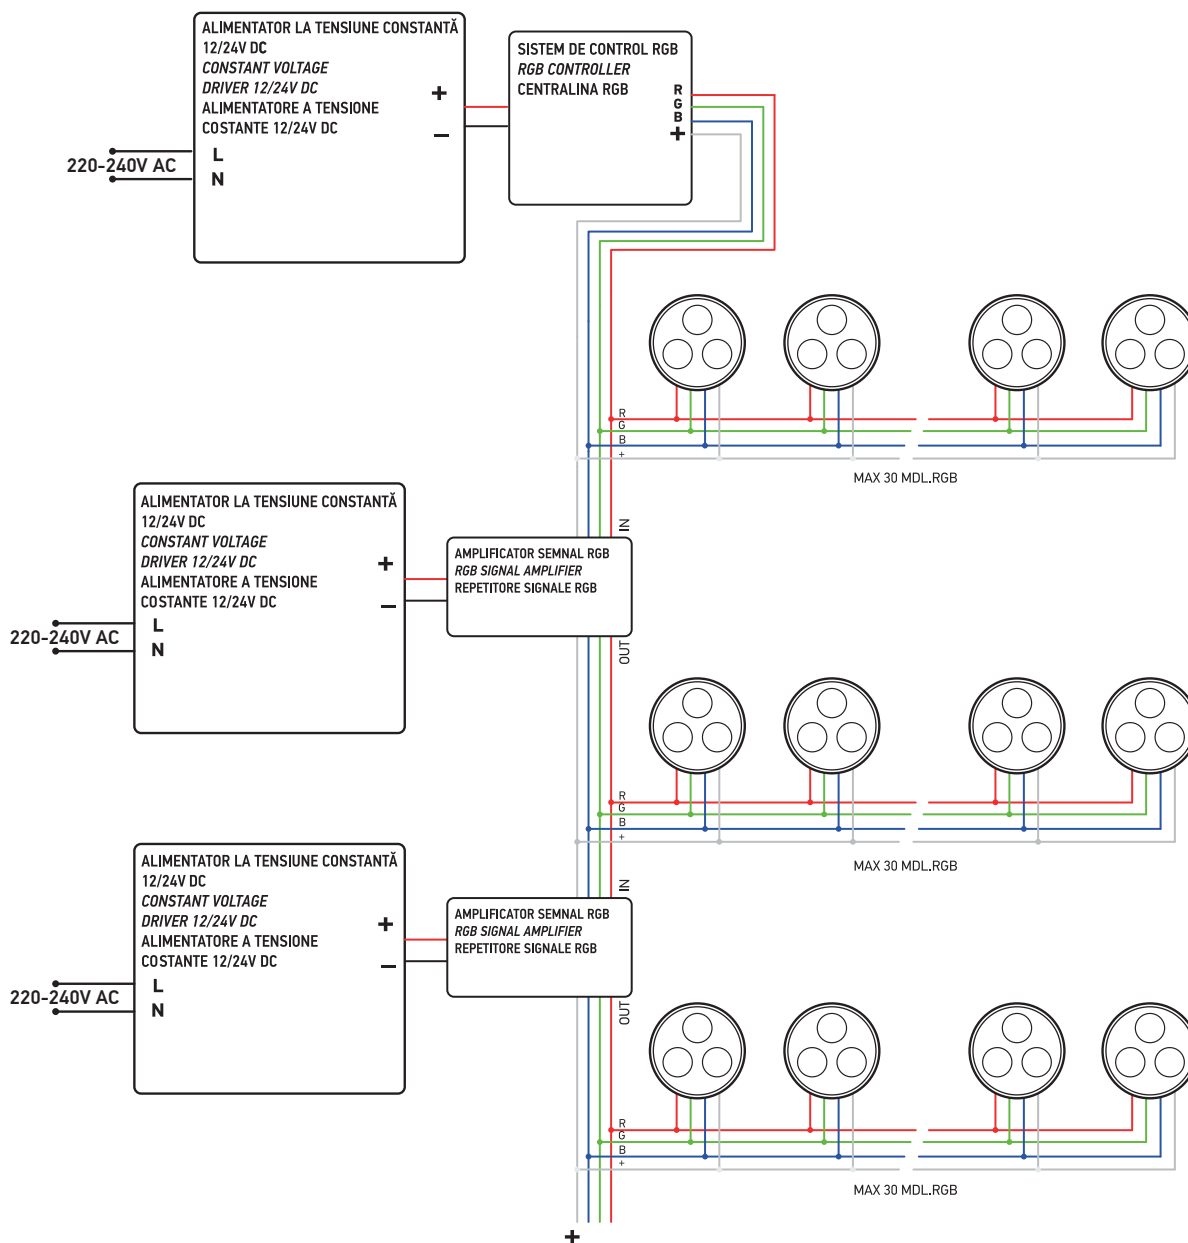 ALIMENTATOR LA TENSIUNE CONSTANTĂ
12/24V DC
CONSTANT VOLTAGE
DRIVER 12/24V DC
ALIMENTATORE A TENSIONE
COSTANTE 12/24V DC
+
−
L
N
220-240V AC
SISTEM DE CONTROL RGB
RGB CONTROLLER
CENTRALINA RGB
R
G
B
+
R
G
B
+
MAX 30 MDL.RGB
ALIMENTATOR LA TENSIUNE CONSTANTĂ
12/24V DC
CONSTANT VOLTAGE
DRIVER 12/24V DC
ALIMENTATORE A TENSIONE
COSTANTE 12/24V DC
+
−
L
N
220-240V AC
IN
AMPLIFICATOR SEMNAL RGB
RGB SIGNAL AMPLIFIER
REPETITORE SIGNALE RGB
OUT
R
G
B
+
MAX 30 MDL.RGB
ALIMENTATOR LA TENSIUNE CONSTANTĂ
12/24V DC
CONSTANT VOLTAGE
DRIVER 12/24V DC
ALIMENTATORE A TENSIONE
COSTANTE 12/24V DC
+
−
L
N
220-240V AC
IN
AMPLIFICATOR SEMNAL RGB
RGB SIGNAL AMPLIFIER
REPETITORE SIGNALE RGB
OUT
R
G
B
+
MAX 30 MDL.RGB
+